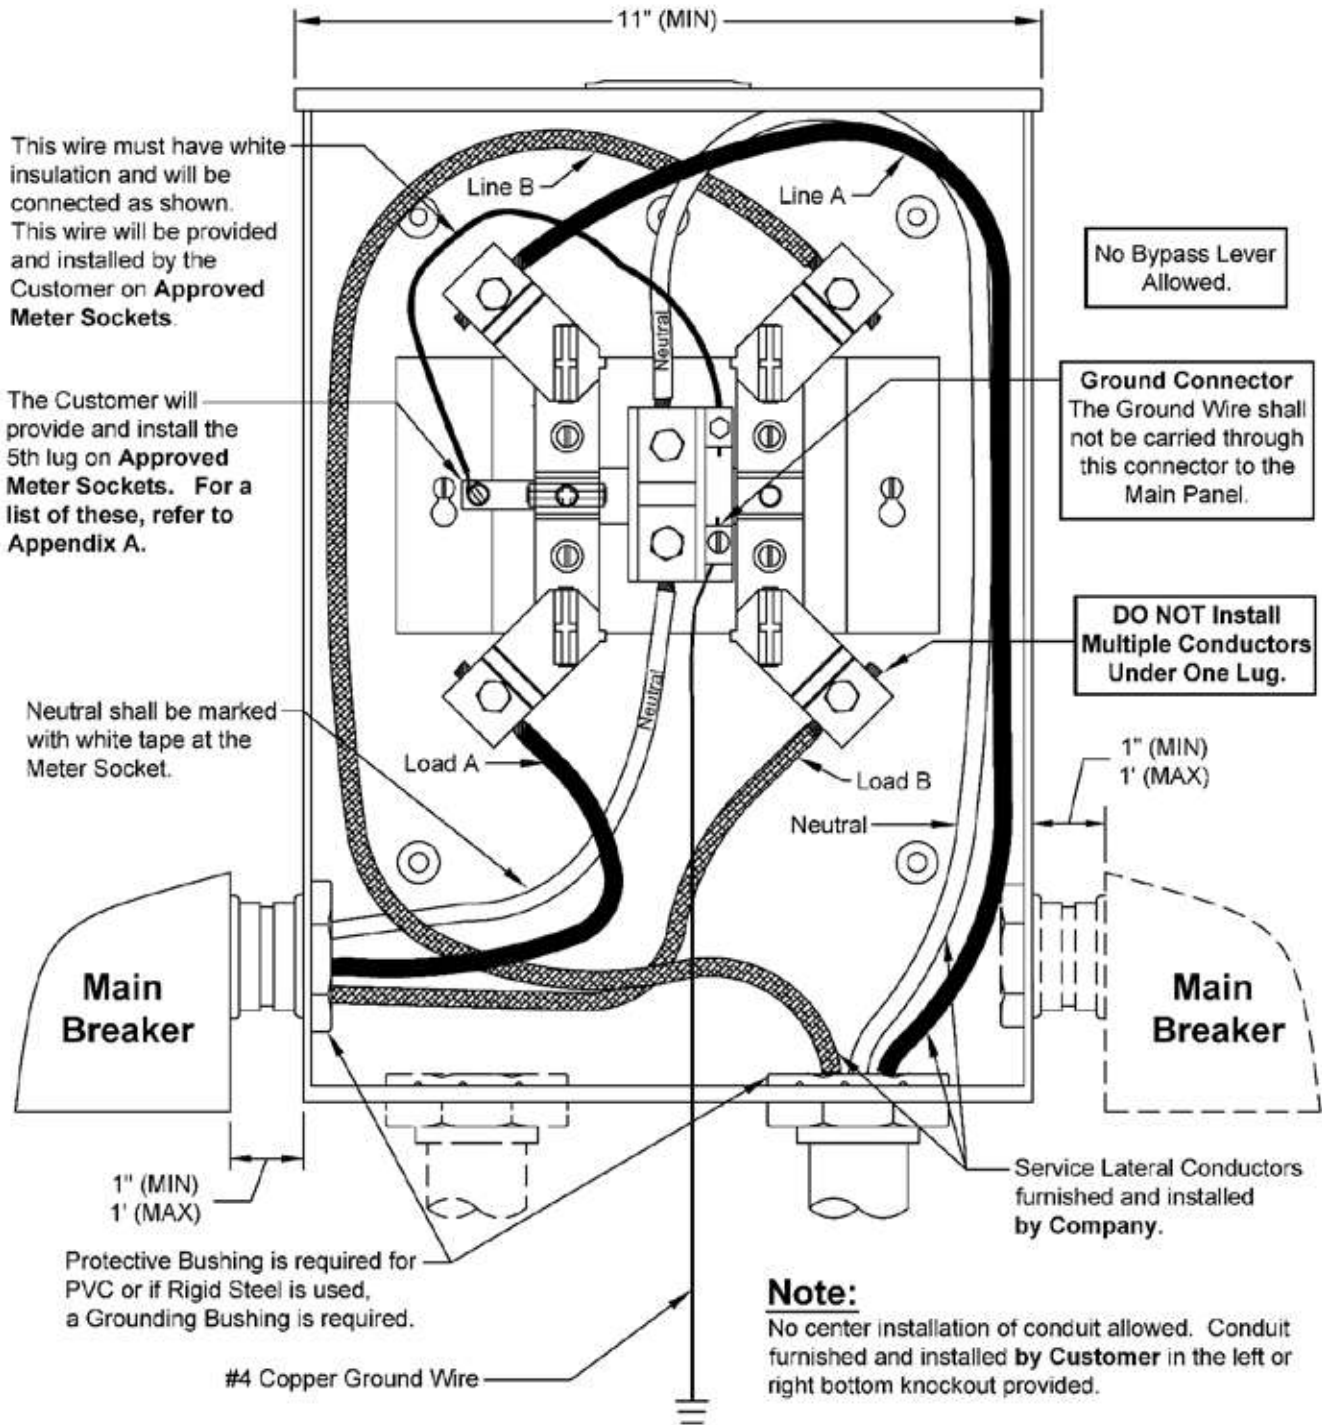 11" (MIN)
This wire must have white
insulation and will be
connected as shown.
This wire will be provided
and installed by the
Customer on Approved
Meter Sockets.
Line B
Line A
No Bypass Lever
Allowed.
Neutral
The Customer will
provide and install the
5th lug on Approved
Meter Sockets. For a
list of these, refer to
Appendix A.
Ground Connector
The Ground Wire shall
not be carried through
this connector to the
Main Panel.
DO NOT Install
Multiple Conductors
Under One Lug.
Neutral
Neutral shall be marked
with white tape at the
Meter Socket.
Load A
Load B
Neutral
1" (MIN)
1' (MAX)
Main
Breaker
Main
Breaker
1" (MIN)
1' (MAX)
Service Lateral Conductors
furnished and installed
by Company.
Protective Bushing is required for
PVC or if Rigid Steel is used,
a Grounding Bushing is required.
#4 Copper Ground Wire
Note:
No center installation of conduit allowed. Conduit
furnished and installed by Customer in the left or
right bottom knockout provided.